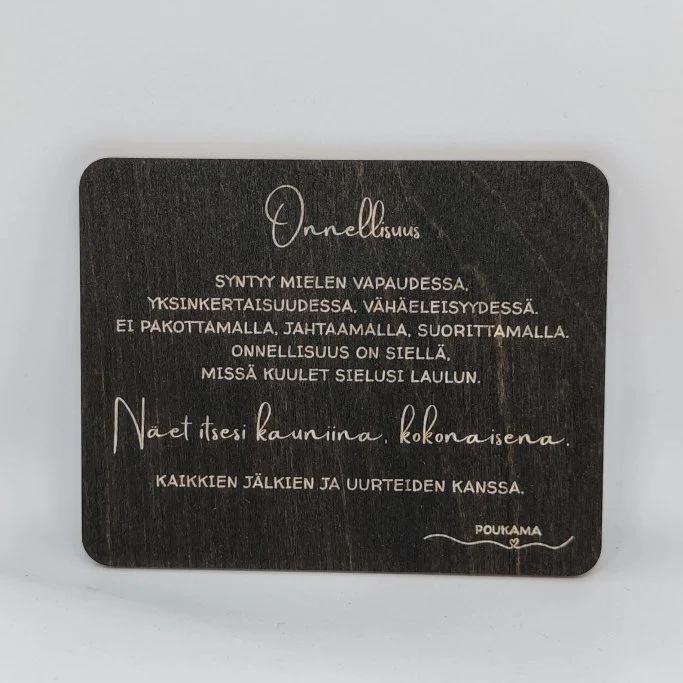 Onnellisuus
SYNTYY MIELEN VAPAUDESSA,
YKSINKERTAISUUDESSA, VÄHÄELEISYYDESSÄ.
EI PAKOTTAMALLA, JAHTAAMALLA, SUORITTAMALLA.
ONNELLISUUS ON SIELLÄ,
MISSÄ KUULET SIELUSI LAULUN.
Näet itsesi kauniina, kokonaisena,
KAIKKIEN JÄLKIEN JA UURTEIDEN KANSSA.
POUKAMA